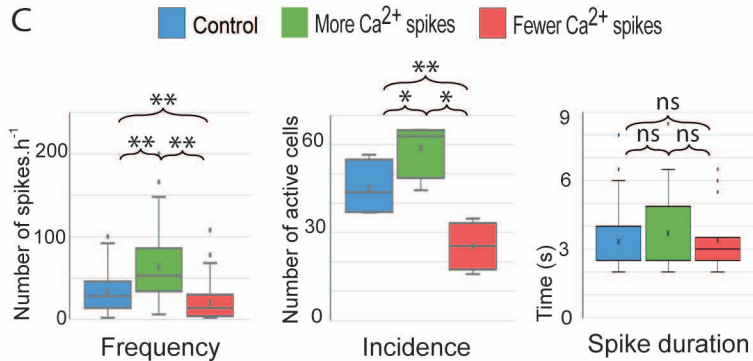 C
Control More Ca²⁺ spikes Fewer Ca²⁺ spikes
Number of spikes.h⁻¹
200
100
0
** ** **
Frequency
Number of active cells
60
30
0
** * *
Incidence
Time (s)
9
6
3
0
ns ns ns
Spike duration